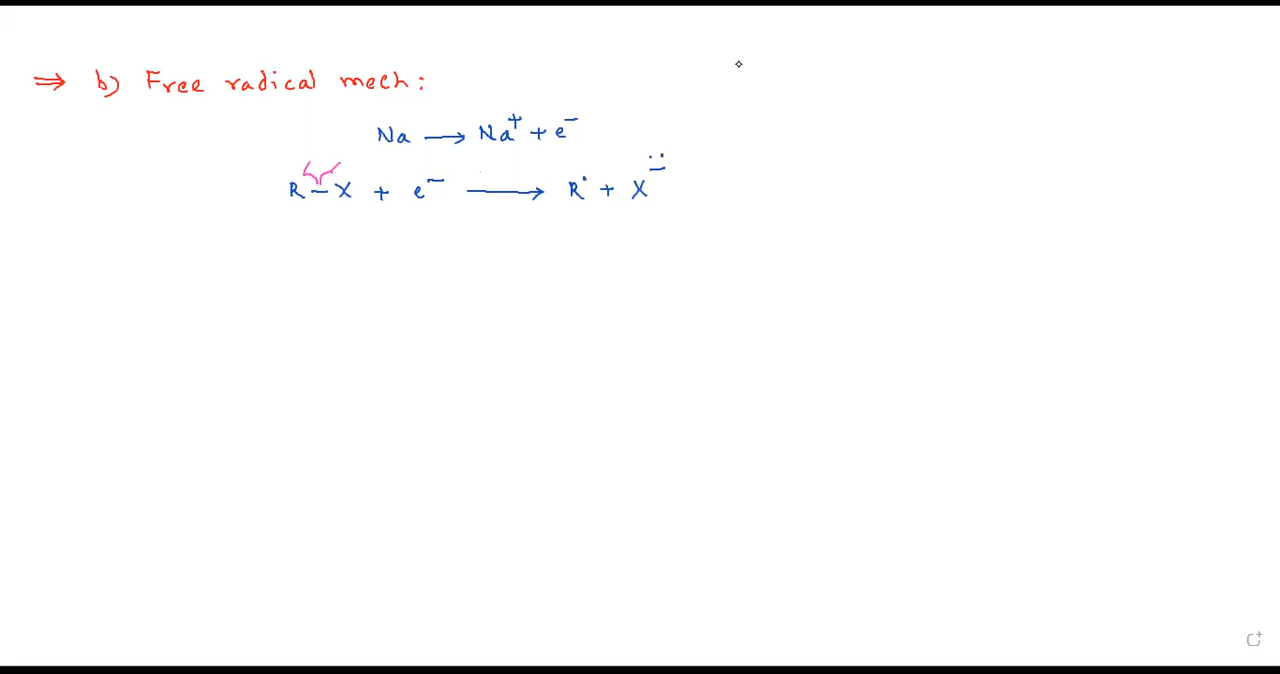 ⇒ b) Free radical mech:
Na ⟶ Na⁺ + e⁻
R – X + e⁻ ⟶ R• + X⁻